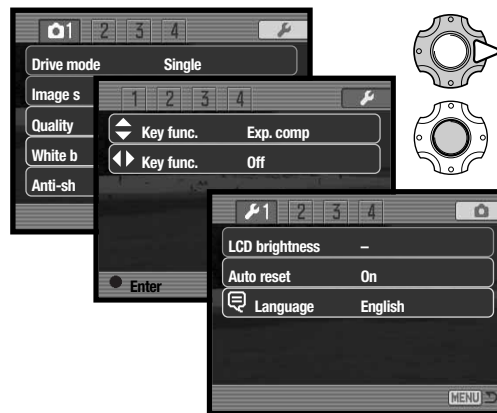 1 2 3 4
Drive mode Single
Image s
Quality
White b
Anti-sh
1 2 3 4
Key func. Exp. comp
Key func. Off
Enter
1 2 3 4
LCD brightness –
Auto reset On
Language English
MENU